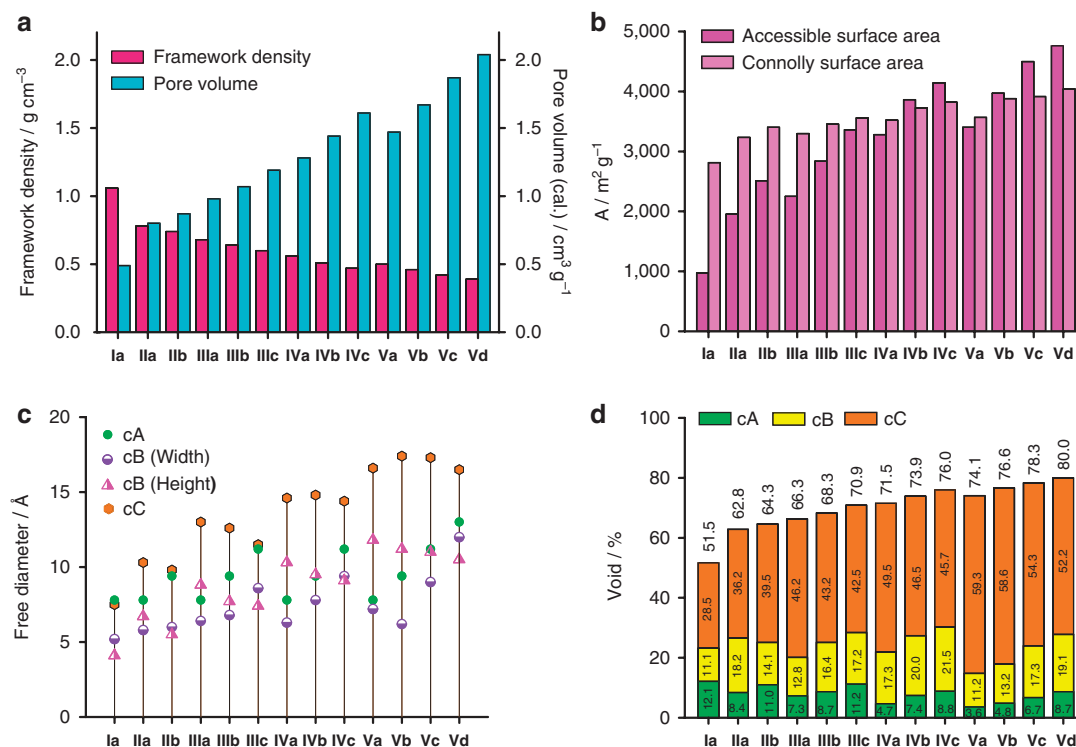 a
Framework density
Pore volume
Framework density / g cm⁻³
2.0
1.5
1.0
0.5
0.0
2.0
1.5
1.0
0.5
0.0
Pore volume (cal.) / cm³ g⁻¹
Ia IIa IIb IIIa IIIb IIIc IVa IVb IVc Va Vb Vc Vd
b
Accessible surface area
Connolly surface area
A / m² g⁻¹
5,000
4,000
3,000
2,000
1,000
0
Ia IIa IIb IIIa IIIb IIIc IVa IVb IVc Va Vb Vc Vd
c
cA
cB (Width)
cB (Height)
cC
Free diameter / Å
20
15
10
5
0
Ia IIa IIb IIIa IIIb IIIc IVa IVb IVc Va Vb Vc Vd
d
cA cB cC
Void / %
100
80
60
40
20
0
51.5 62.8 64.3 66.3 68.3 70.9 71.5 73.9 76.0 74.1 76.6 78.3 80.0
28.5 36.2 39.5 46.2 43.2 42.5 49.5 46.5 45.7 59.3 58.6 54.3 52.2
11.1 18.2 14.1 12.8 16.4 17.2 17.3 20.0 21.5 11.2 13.2 17.3 19.1
12.1 8.4 11.0 7.3 8.7 11.2 4.7 7.4 8.8 3.6 4.8 6.7 8.7
Ia IIa IIb IIIa IIIb IIIc IVa IVb IVc Va Vb Vc Vd